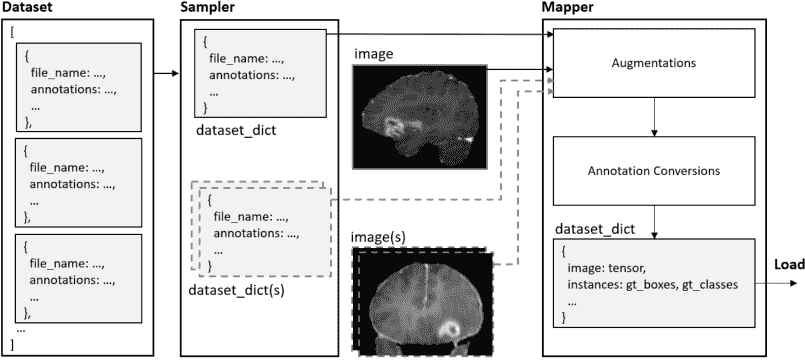 Dataset
[
{
file_name: ...,
annotations: ...,
...
},
{
file_name: ...,
annotations: ...,
...
},
{
file_name: ...,
annotations: ...,
...
},
...
]
Sampler
{
file_name: ...,
annotations: ...,
...
}
dataset_dict
{
file_name: ...,
annotations: ...,
...
}
dataset_dict(s)
image
image(s)
Mapper
Augmentations
Annotation Conversions
dataset_dict
{
image: tensor,
instances: gt_boxes, gt_classes
...
}
Load